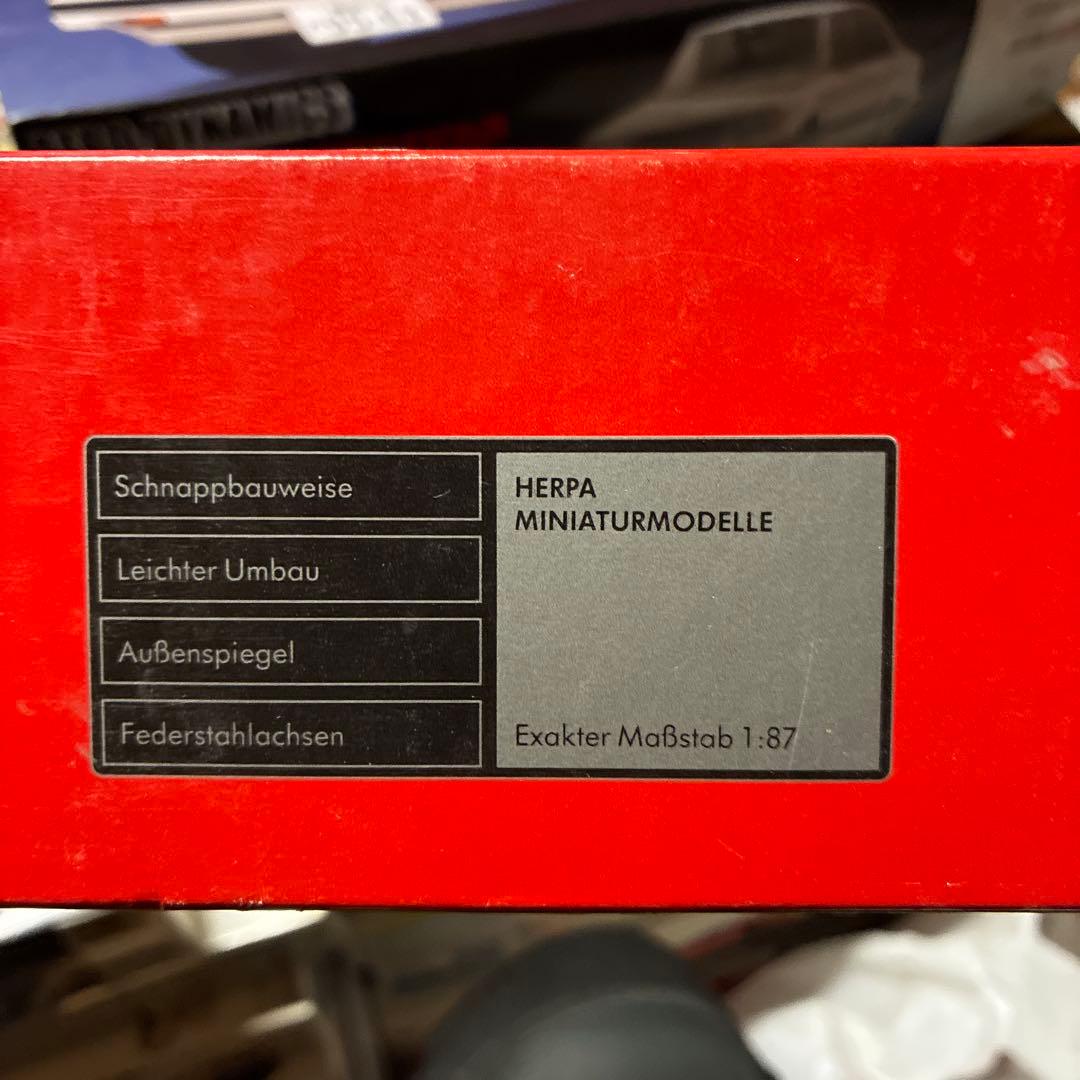 Schnappbauweise
Leichter Umbau
Außenspiegel
Federstahlachsen
HERPA
MINIATURMODELLE
Exakter Maßstab 1:87